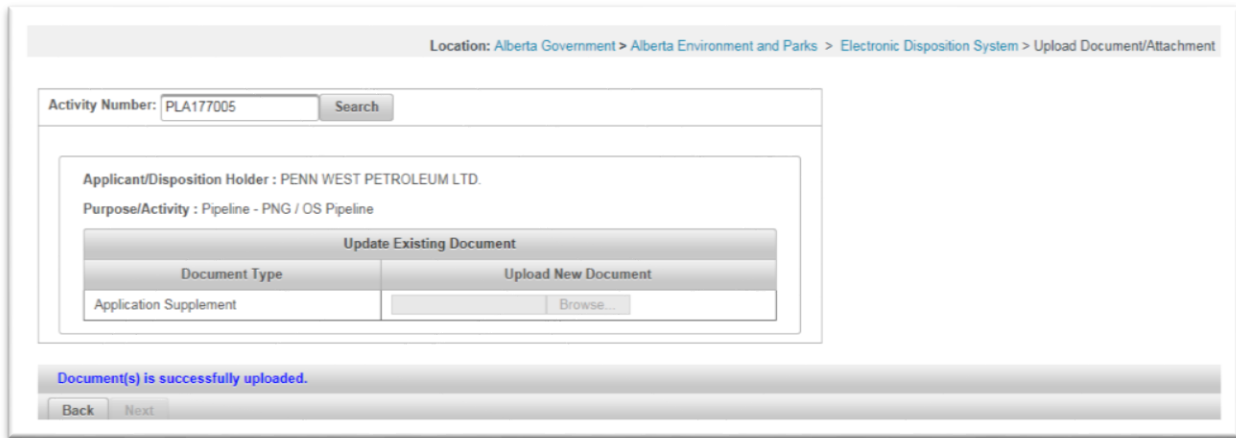 Location: Alberta Government > Alberta Environment and Parks > Electronic Disposition System > Upload Document/Attachment
Activity Number: PLA177005 Search
Applicant/Disposition Holder : PENN WEST PETROLEUM LTD.
Purpose/Activity : Pipeline - PNG / OS Pipeline
Update Existing Document
Document Type Upload New Document
Application Supplement Browse...
Document(s) is successfully uploaded.
Back Next